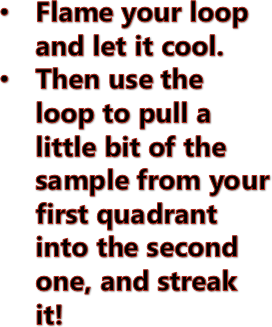 • Flame your loop
and let it cool.
• Then use the
loop to pull a
little bit of the
sample from your
first quadrant
into the second
one, and streak
it!